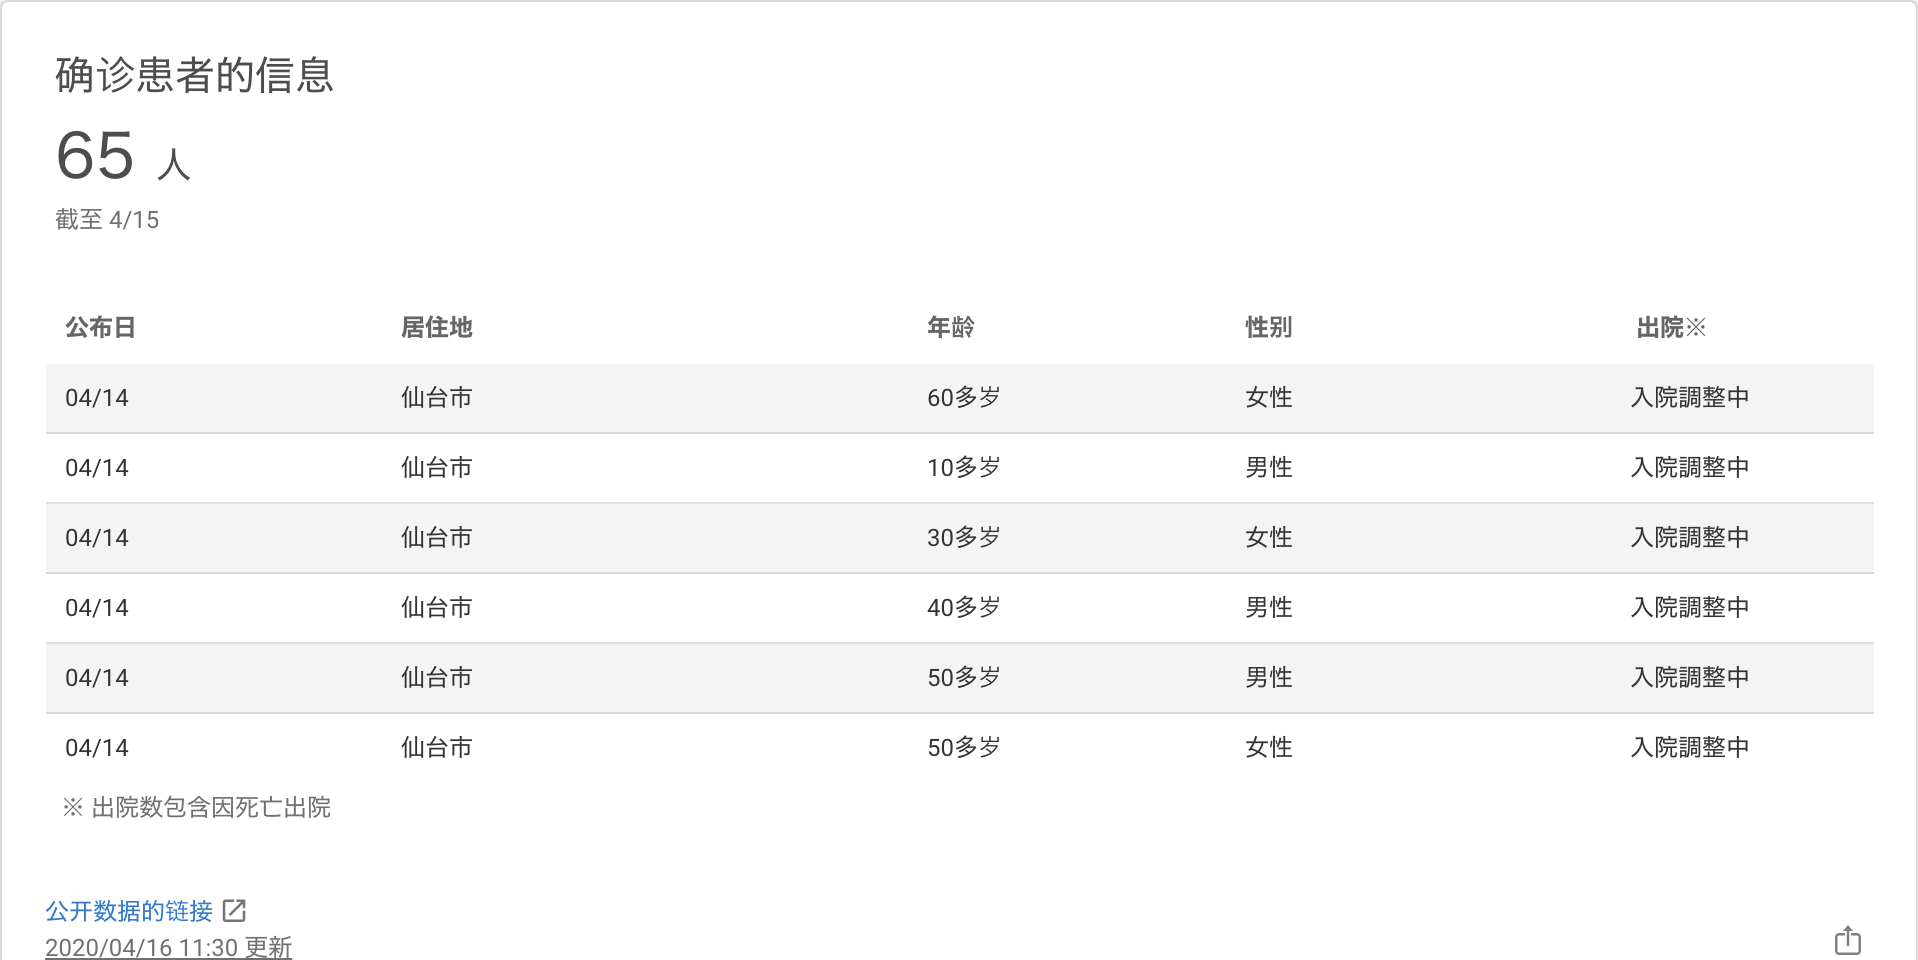 确诊患者的信息
65 人
截至 4/15
公布日 居住地 年龄 性别 出院※
04/14 仙台市 60多岁 女性 入院調整中
04/14 仙台市 10多岁 男性 入院調整中
04/14 仙台市 30多岁 女性 入院調整中
04/14 仙台市 40多岁 男性 入院調整中
04/14 仙台市 50多岁 男性 入院調整中
04/14 仙台市 50多岁 女性 入院調整中
※ 出院数包含因死亡出院
公开数据的链接
2020/04/16 11:30 更新